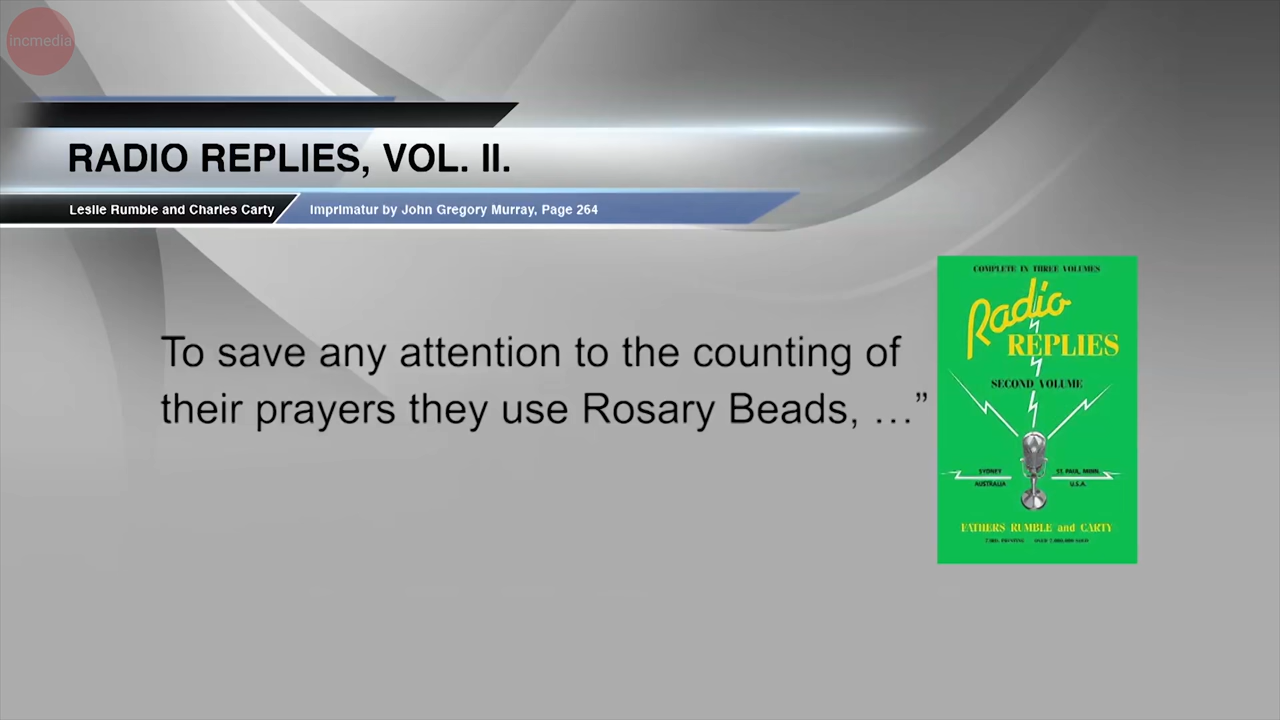 incmedia
RADIO REPLIES, VOL. II.
Leslie Rumble and Charles Carty
Imprimatur by John Gregory Murray, Page 264
To save any attention to the counting of
their prayers they use Rosary Beads, …”
COMPLETE IN THREE VOLUMES
Radio
REPLIES
SECOND VOLUME
SYDNEY
AUSTRALIA
ST. PAUL, MINN.
U.S.A.
FATHERS RUMBLE and CARTY